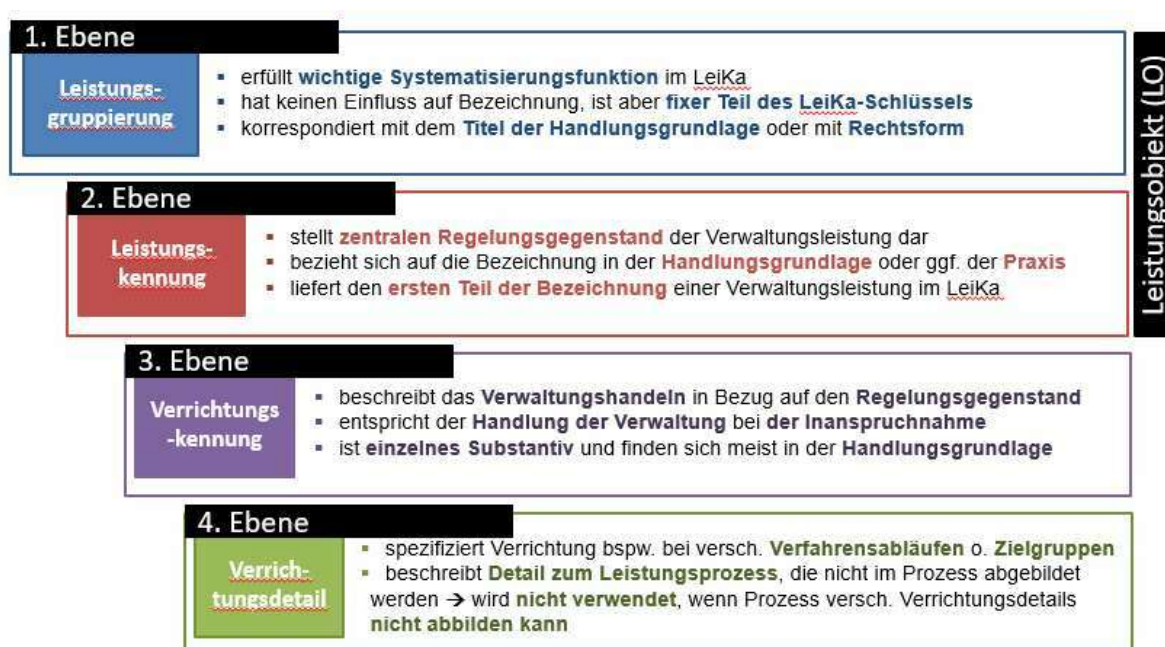 1. Ebene
Leistungs-
gruppierung
▪ erfüllt wichtige Systematisierungsfunktion im LeiKa
▪ hat keinen Einfluss auf Bezeichnung, ist aber fixer Teil des LeiKa-Schlüssels
▪ korrespondiert mit dem Titel der Handlungsgrundlage oder mit Rechtsform
2. Ebene
Leistungs-
kennung
▪ stellt zentralen Regelungsgegenstand der Verwaltungsleistung dar
▪ bezieht sich auf die Bezeichnung in der Handlungsgrundlage oder ggf. der Praxis
▪ liefert den ersten Teil der Bezeichnung einer Verwaltungsleistung im LeiKa
Leistungsobjekt (LO)
3. Ebene
Verrichtungs
-kennung
▪ beschreibt das Verwaltungshandeln in Bezug auf den Regelungsgegenstand
▪ entspricht der Handlung der Verwaltung bei der Inanspruchnahme
▪ ist einzelnes Substantiv und finden sich meist in der Handlungsgrundlage
4. Ebene
Verrich-
tungsdetail
▪ spezifiziert Verrichtung bspw. bei versch. Verfahrensabläufen o. Zielgruppen
▪ beschreibt Detail zum Leistungsprozess, die nicht im Prozess abgebildet
werden → wird nicht verwendet, wenn Prozess versch. Verrichtungsdetails
nicht abbilden kann